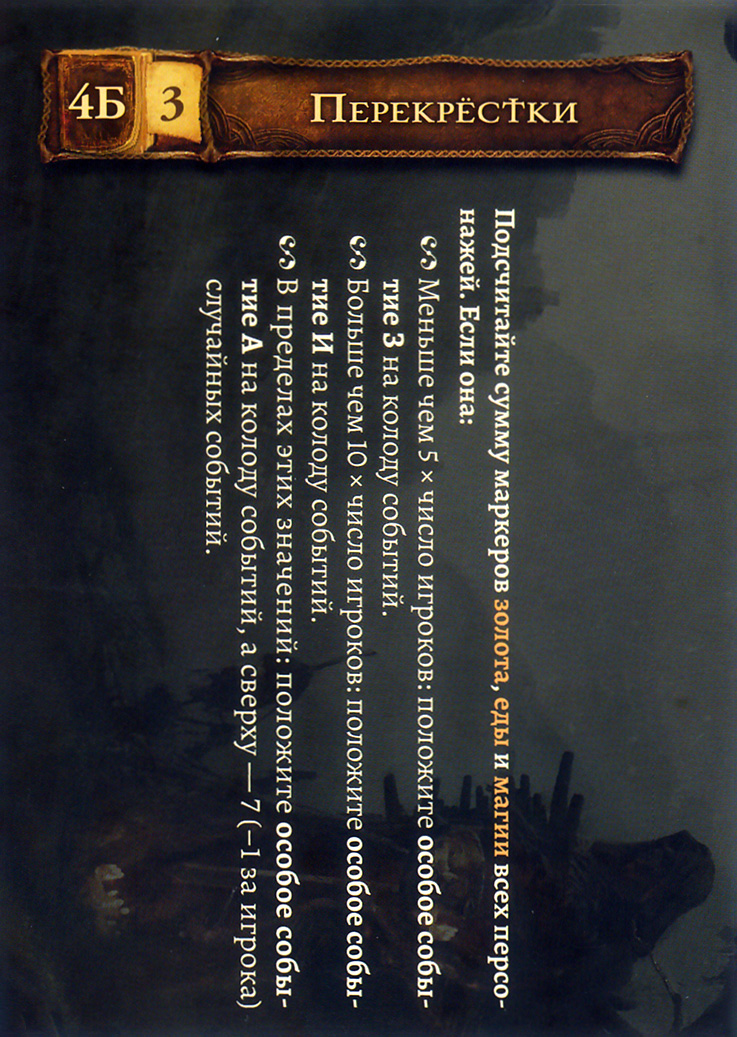 4Б 3 Перекрёстки
Подсчитайте сумму маркеров золота, еды и магии всех персо-
нажей. Если она:
Меньше чем 5 × число игроков: положите особое собы-
тие З на колоду событий.
Больше чем 10 × число игроков: положите особое собы-
тие И на колоду событий.
В пределах этих значений: положите особое собы-
тие А на колоду событий, а сверху — 7 (−1 за игрока)
случайных событий.